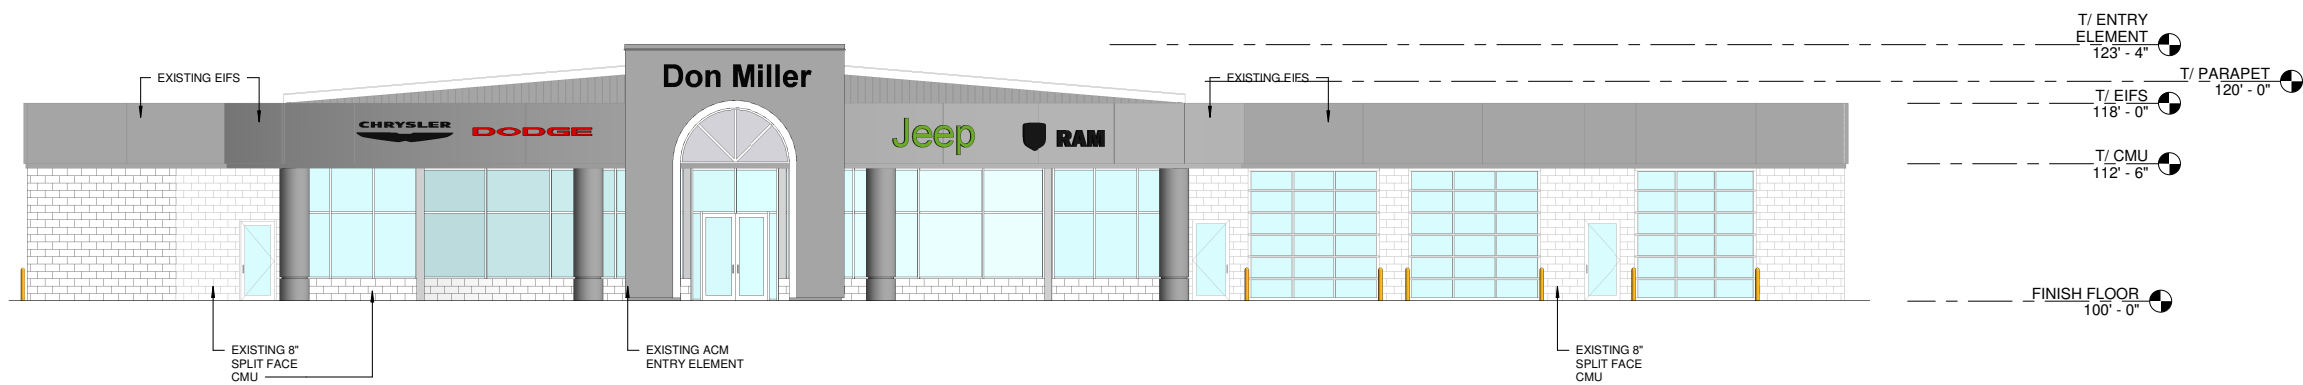 T/ ENTRY
ELEMENT
123' - 4"
T/ PARAPET
120' - 0"
T/ EIFS
118' - 0"
T/ CMU
112' - 6"
FINISH FLOOR
100' - 0"
EXISTING EIFS
Don Miller
EXISTING EIFS
CHRYSLER
DODGE
Jeep
RAM
EXISTING 8"
SPLIT FACE
CMU
EXISTING ACM
ENTRY ELEMENT
EXISTING 8"
SPLIT FACE
CMU